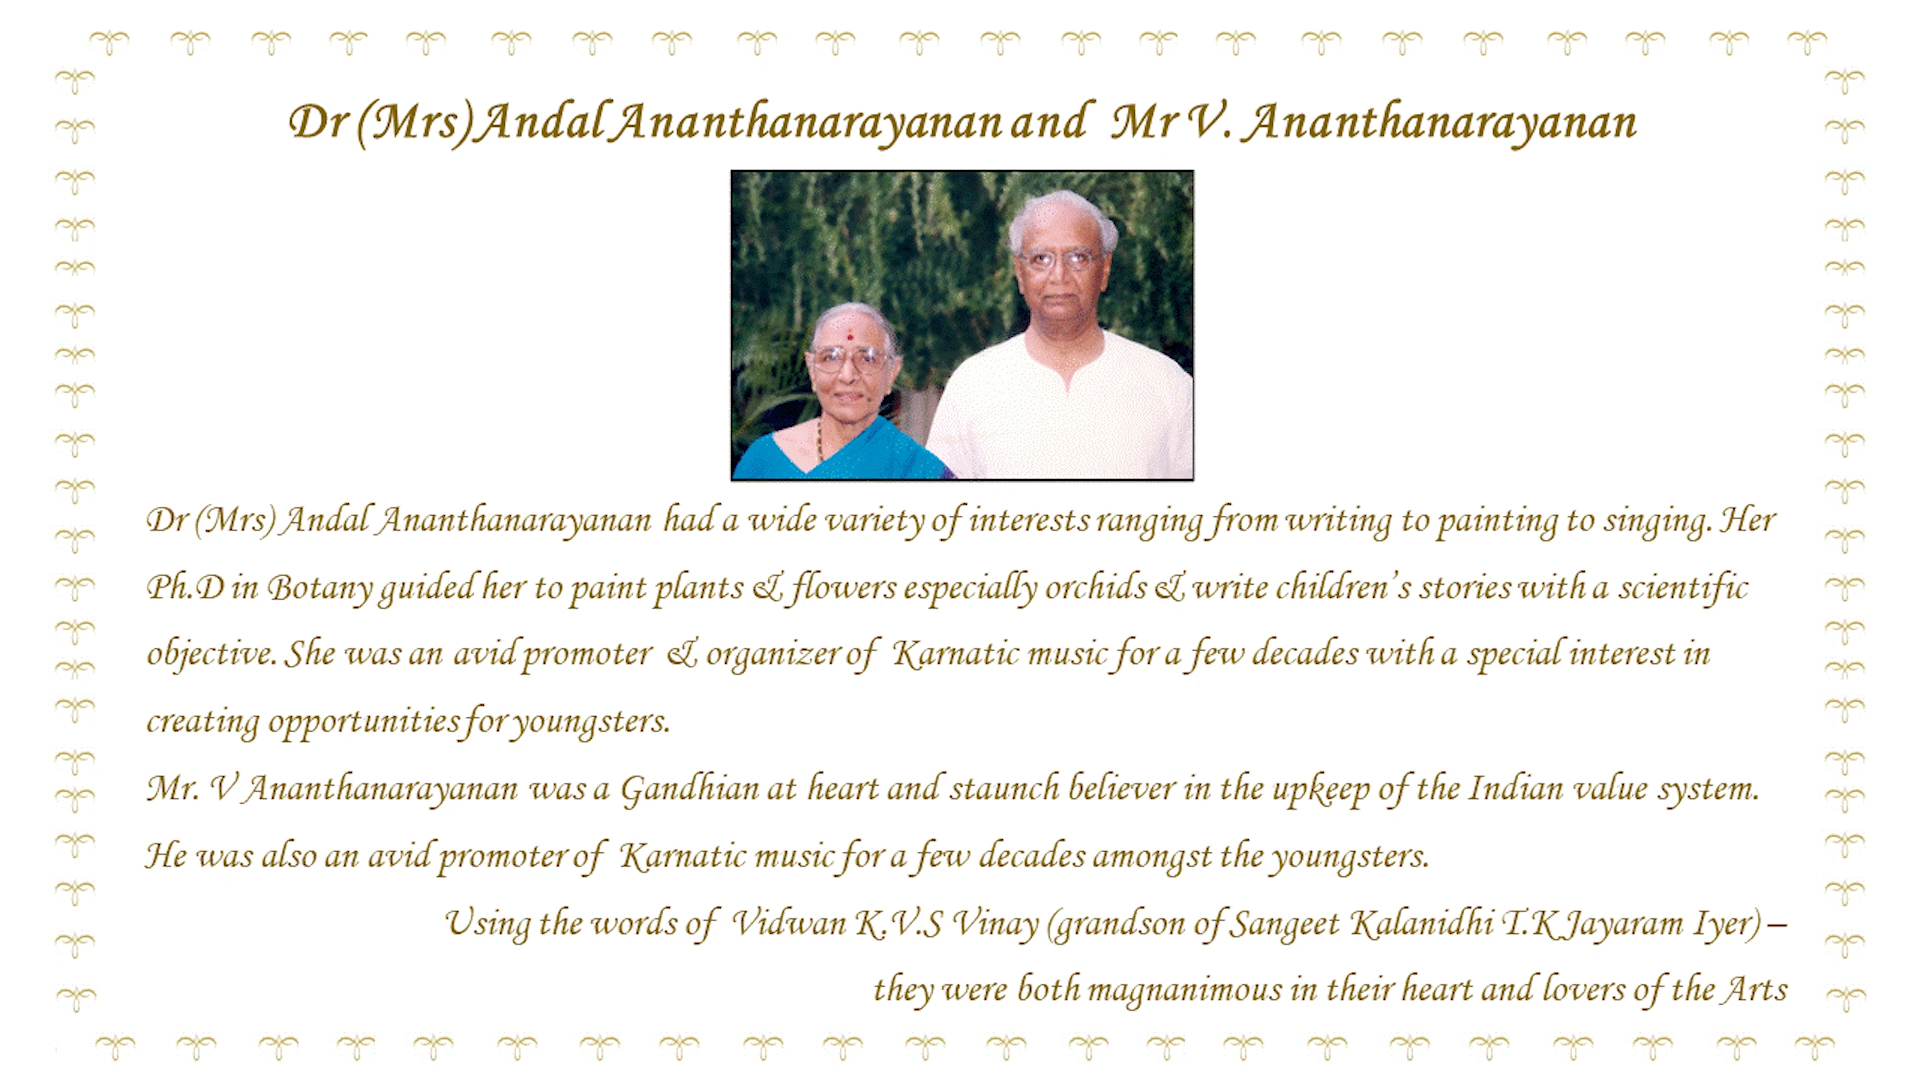 Dr (Mrs) Andal Ananthanarayanan and Mr V. Ananthanarayanan
Dr (Mrs) Andal Ananthanarayanan had a wide variety of interests ranging from writing to painting to singing. Her
Ph.D in Botany guided her to paint plants & flowers especially orchids & write children's stories with a scientific
objective. She was an avid promoter & organizer of Karnatic music for a few decades with a special interest in
creating opportunities for youngsters.
Mr. V Ananthanarayanan was a Gandhian at heart and staunch believer in the upkeep of the Indian value system.
He was also an avid promoter of Karnatic music for a few decades amongst the youngsters.
Using the words of Vidwan K.V.S Vinay (grandson of Sangeet Kalanidhi T.K Jayaram Iyer) –
they were both magnanimous in their heart and lovers of the Arts